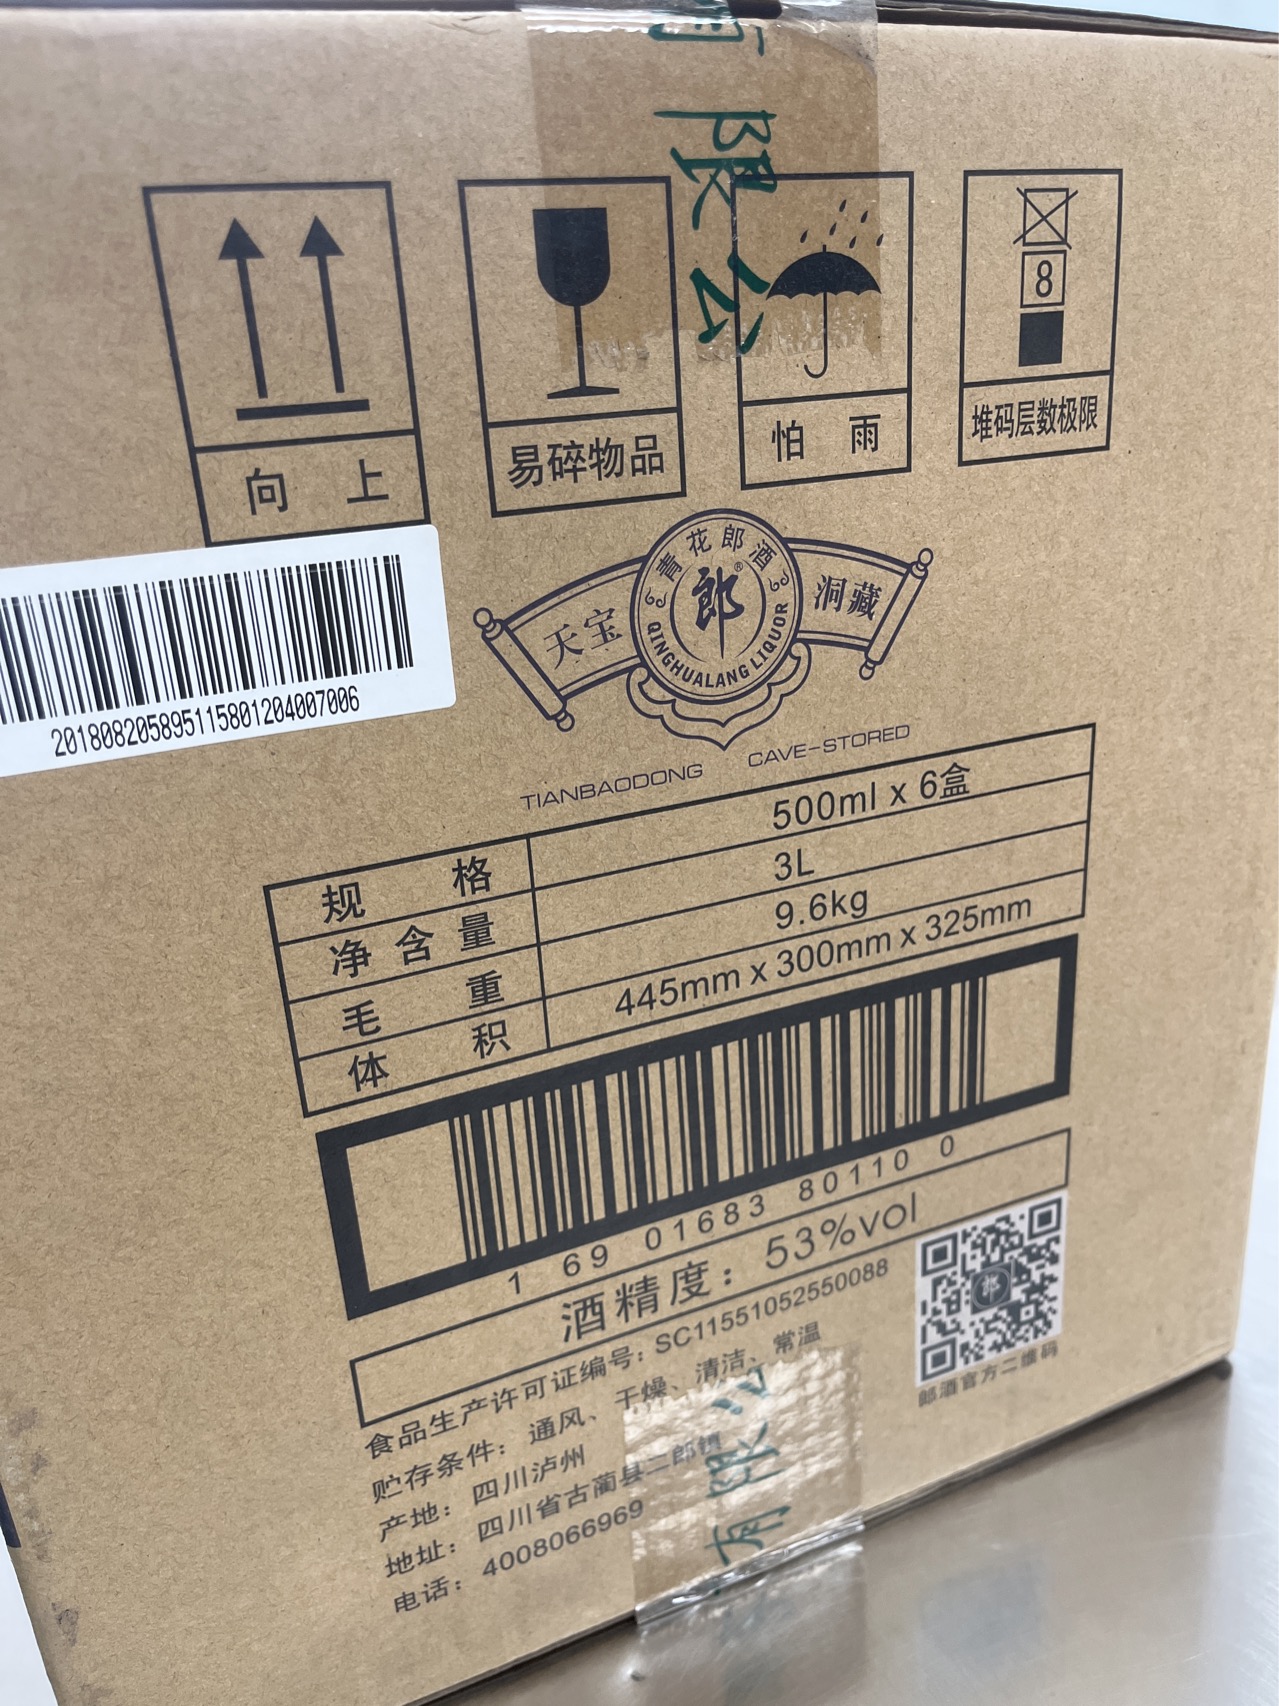 有
限
公
8
向 上
易碎物品
怕 雨
堆码层数极限
青花郎酒
郎®
QINGHUALANG LIQUOR
天宝
洞藏
TIANBAODONG CAVE-STORED
201808205895115801204007006
规 格 500ml x 6盒
净含量 3L
毛 重 9.6kg
体 积 445mm x 300mm x 325mm
1 69 01683 80110 0
酒精度：53%vol
食品生产许可证编号：SC11551052550088
贮存条件：通风、干燥、清洁、常温
产地：四川泸州
地址：四川省古蔺县二郎镇
电话：4008066969
郎
郎酒官方二维码
有限公